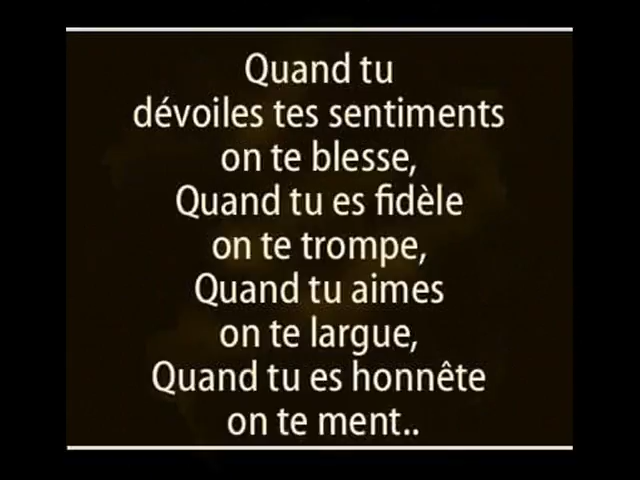 Quand tu
dévoiles tes sentiments
on te blesse,
Quand tu es fidèle
on te trompe,
Quand tu aimes
on te largue,
Quand tu es honnête
on te ment..